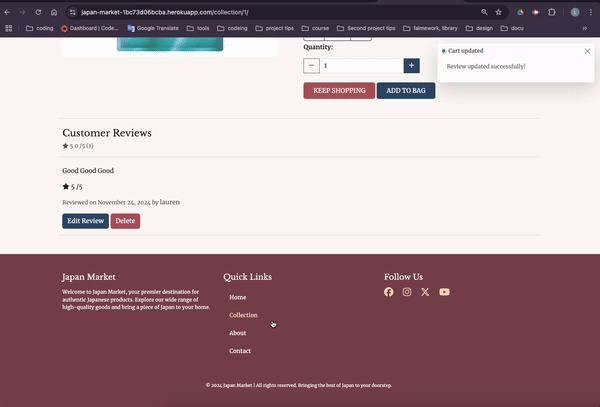 japan-market-1bc73d06bcba.herokuapp.com/collection/1/
L
coding
Dashboard | Code...
Google Translate
tools
codeing
project tips
course
Second project tips
falmework, library
design
docu
Quantity:
1
KEEP SHOPPING
ADD TO BAG
Cart updated
Review updated successfully!
Customer Reviews
5.0 /5 (1)
Good Good Good
5 /5
Reviewed on November 24, 2024 by lauren
Edit Review
Delete
Japan Market
Welcome to Japan Market, your premier destination for
authentic Japanese products. Explore our wide range of
high-quality goods and bring a piece of Japan to your home.
Quick Links
Home
Collection
About
Contact
Follow Us
© 2024 Japan Market | All rights reserved. Bringing the best of Japan to your doorstep.